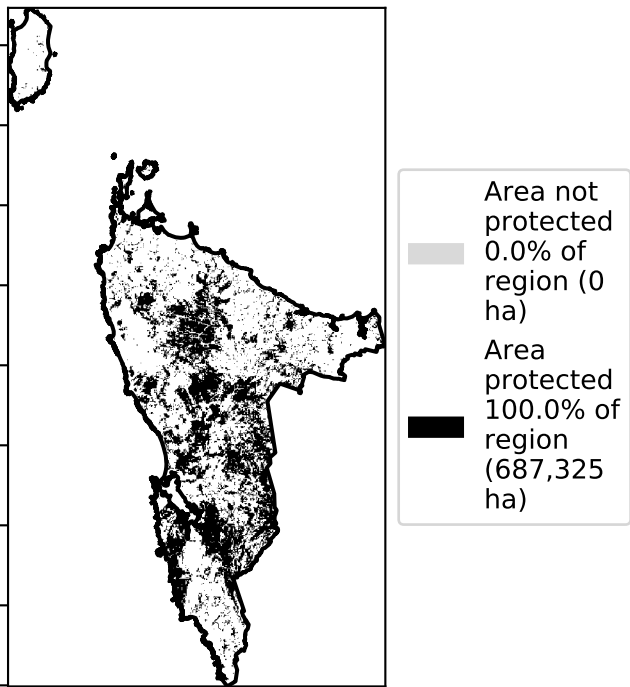 Area not
protected
0.0% of
region (0
ha)
Area
protected
100.0% of
region
(687,325
ha)